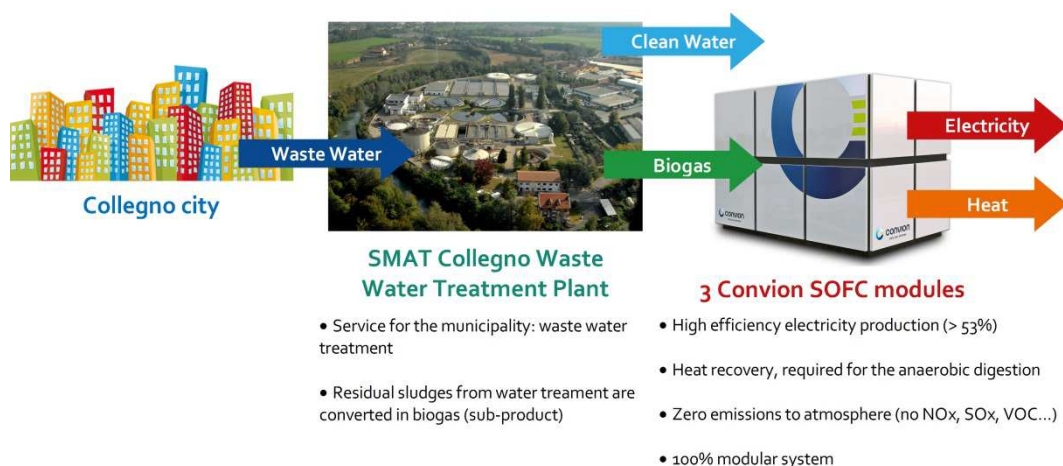 Clean Water
Waste Water
Biogas
Electricity
Heat
convion
convion
Collegno city
SMAT Collegno Waste
Water Treatment Plant
• Service for the municipality: waste water
treatment
• Residual sludges from water treament are
converted in biogas (sub-product)
3 Convion SOFC modules
• High efficiency electricity production (> 53%)
• Heat recovery, required for the anaerobic digestion
• Zero emissions to atmosphere (no NOx, SOx, VOC...)
• 100% modular system